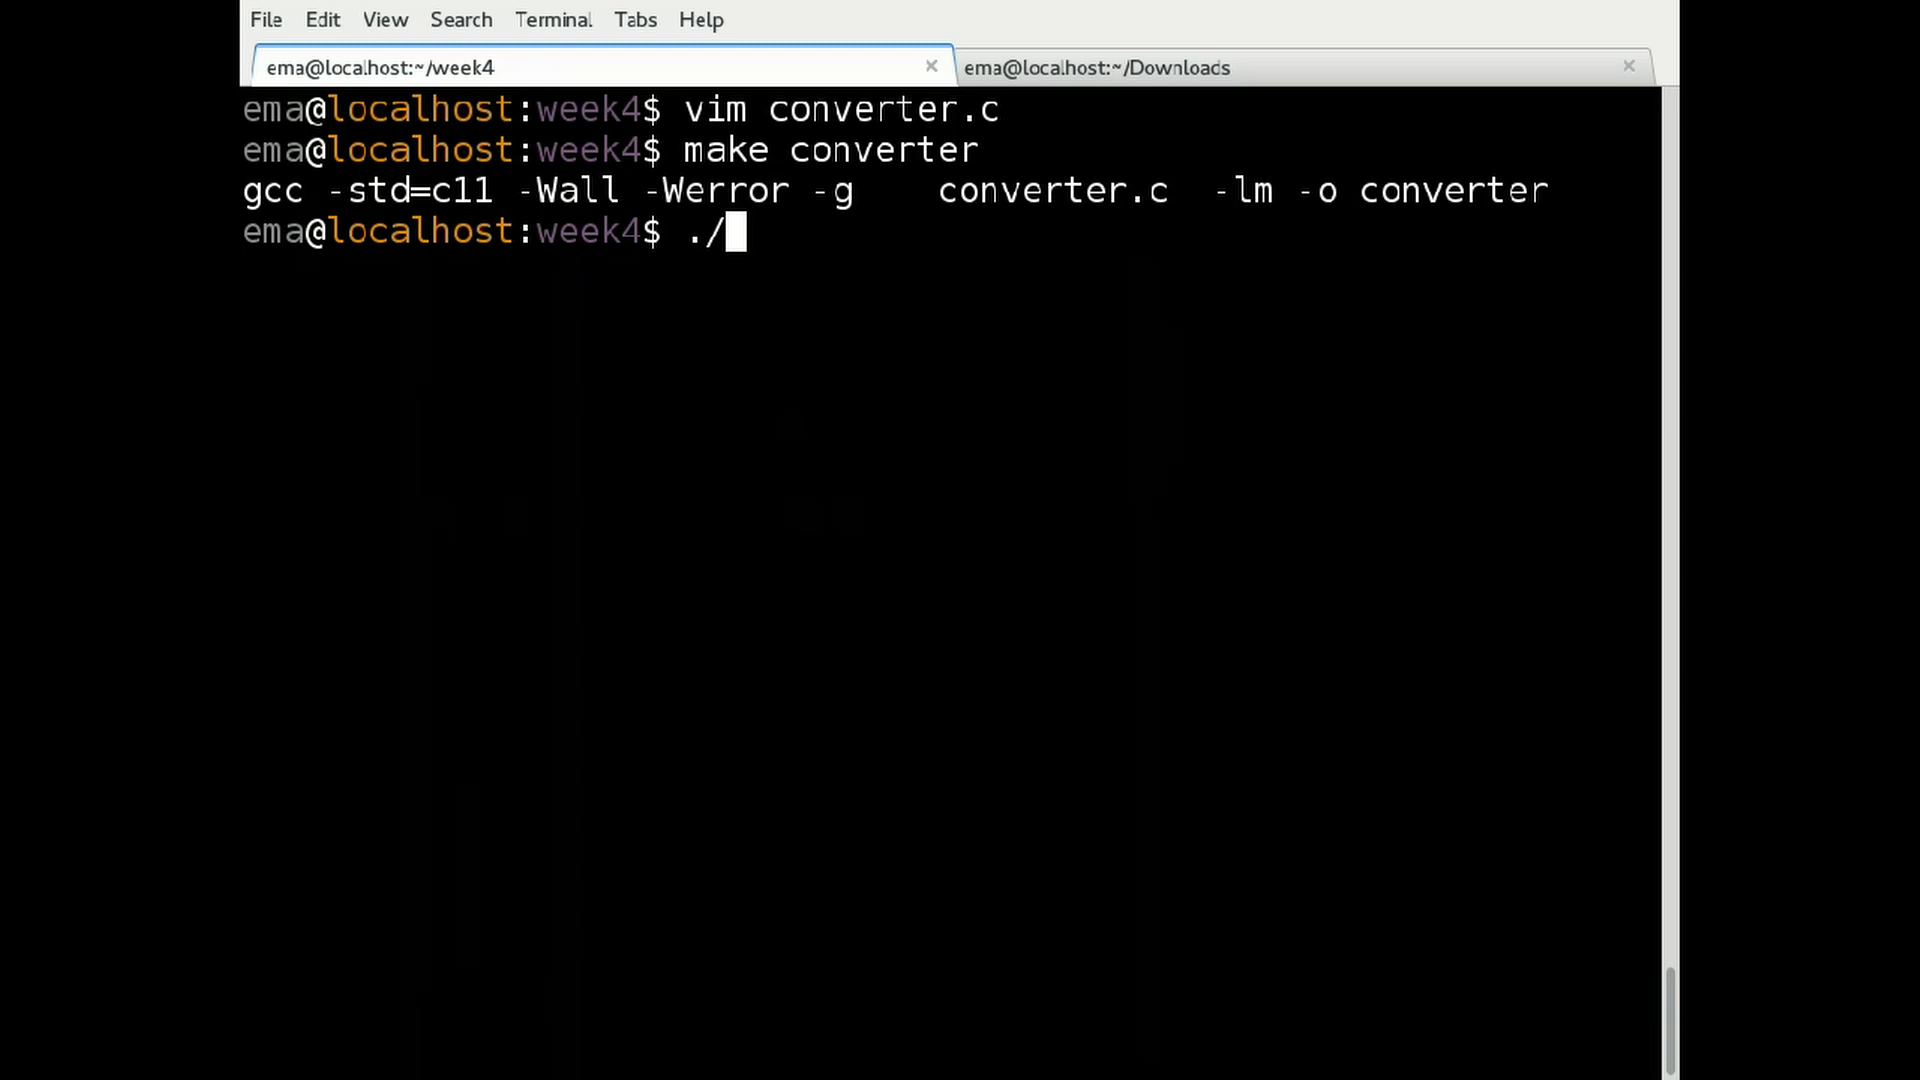 File Edit View Search Terminal Tabs Help
ema@localhost:~/week4 × ema@localhost:~/Downloads ×
ema@localhost:week4$ vim converter.c
ema@localhost:week4$ make converter
gcc -std=c11 -Wall -Werror -g    converter.c  -lm -o converter
ema@localhost:week4$ ./